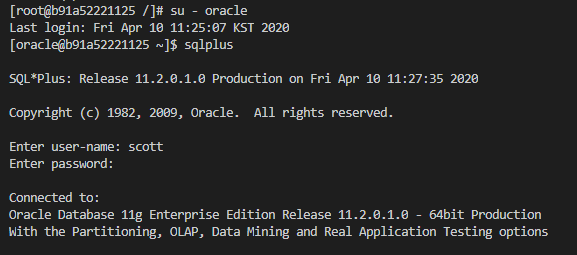 [root@b91a52221125 /]# su - oracle
Last login: Fri Apr 10 11:25:07 KST 2020
[oracle@b91a52221125 ~]$ sqlplus
SQL*Plus: Release 11.2.0.1.0 Production on Fri Apr 10 11:27:35 2020
Copyright (c) 1982, 2009, Oracle.  All rights reserved.
Enter user-name: scott
Enter password:
Connected to:
Oracle Database 11g Enterprise Edition Release 11.2.0.1.0 - 64bit Production
With the Partitioning, OLAP, Data Mining and Real Application Testing options